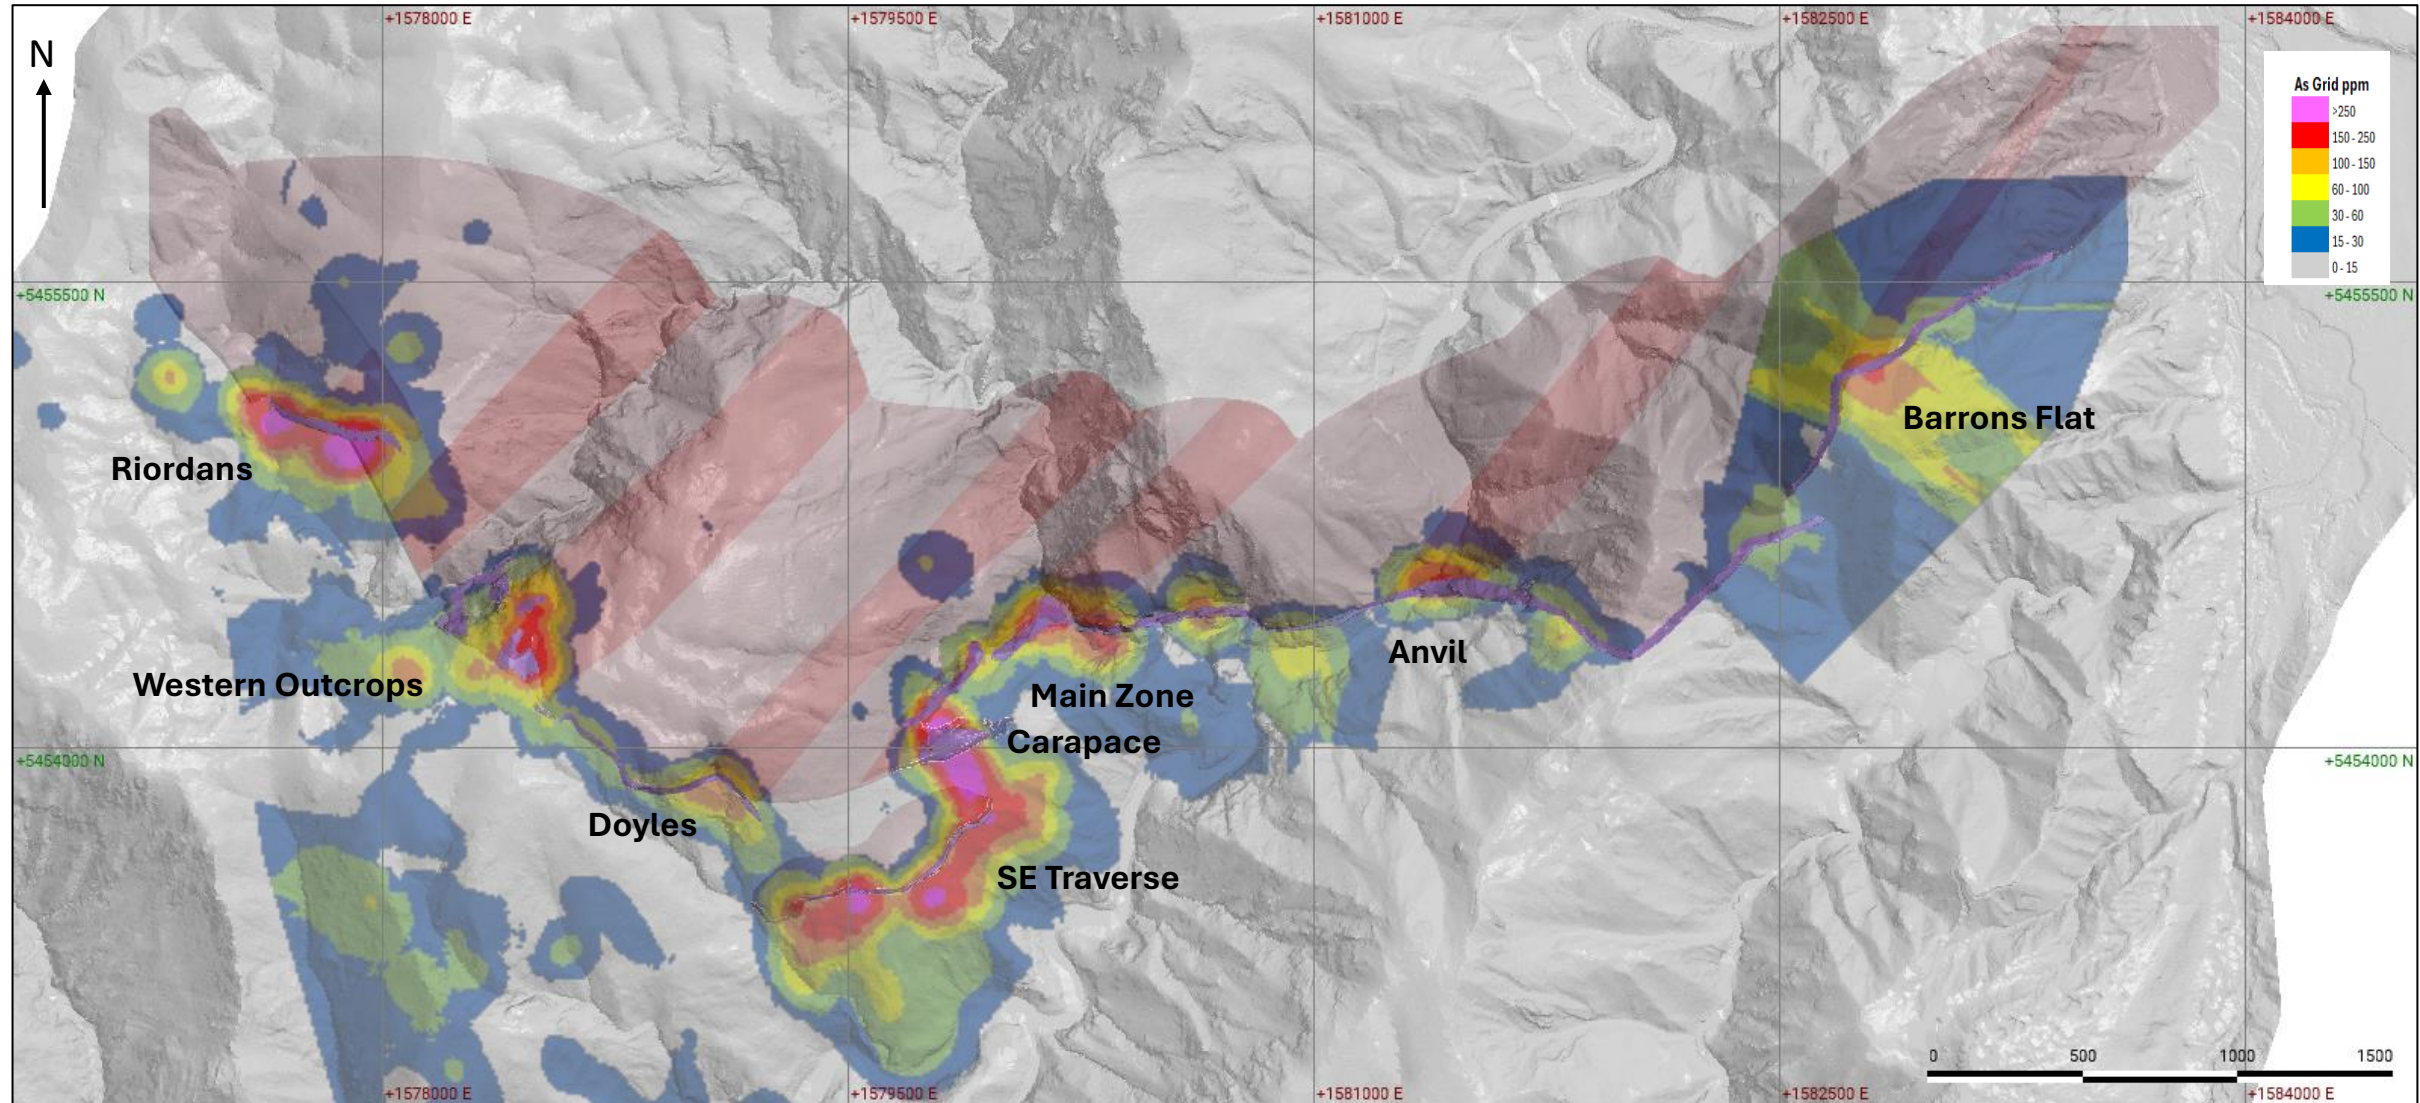 +1578000 E
+1579500 E
+1581000 E
+1582500 E
+1584000 E
N
As Grid ppm
>250
150 - 250
100 - 150
60 - 100
30 - 60
15 - 30
0 - 15
+5455500 N
+5455500 N
Barrons Flat
Riordans
Anvil
Western Outcrops
Main Zone
Carapace
+5454000 N
+5454000 N
Doyles
SE Traverse
0 500 1000 1500
+1578000 E
+1579500 E
+1581000 E
+1582500 E
+1584000 E